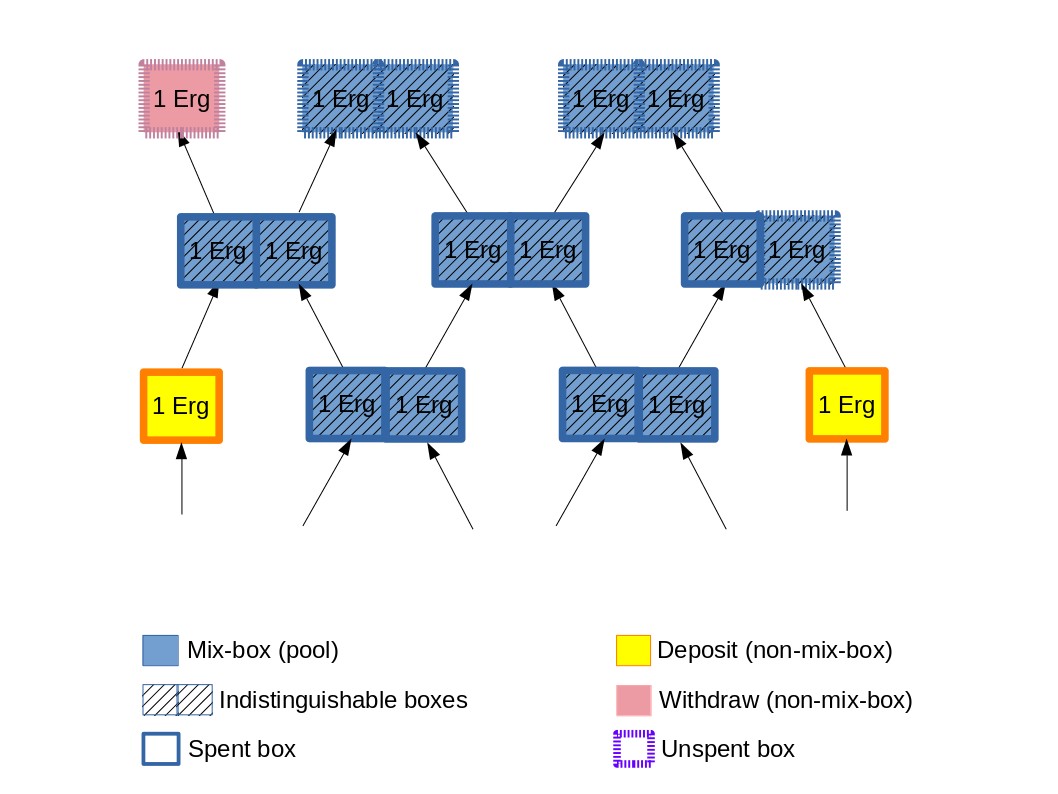 1 Erg 1 Erg 1 Erg 1 Erg 1 Erg
1 Erg 1 Erg 1 Erg 1 Erg 1 Erg 1 Erg
1 Erg 1 Erg 1 Erg 1 Erg 1 Erg 1 Erg
Mix-box (pool) Deposit (non-mix-box)
Indistinguishable boxes Withdraw (non-mix-box)
Spent box Unspent box